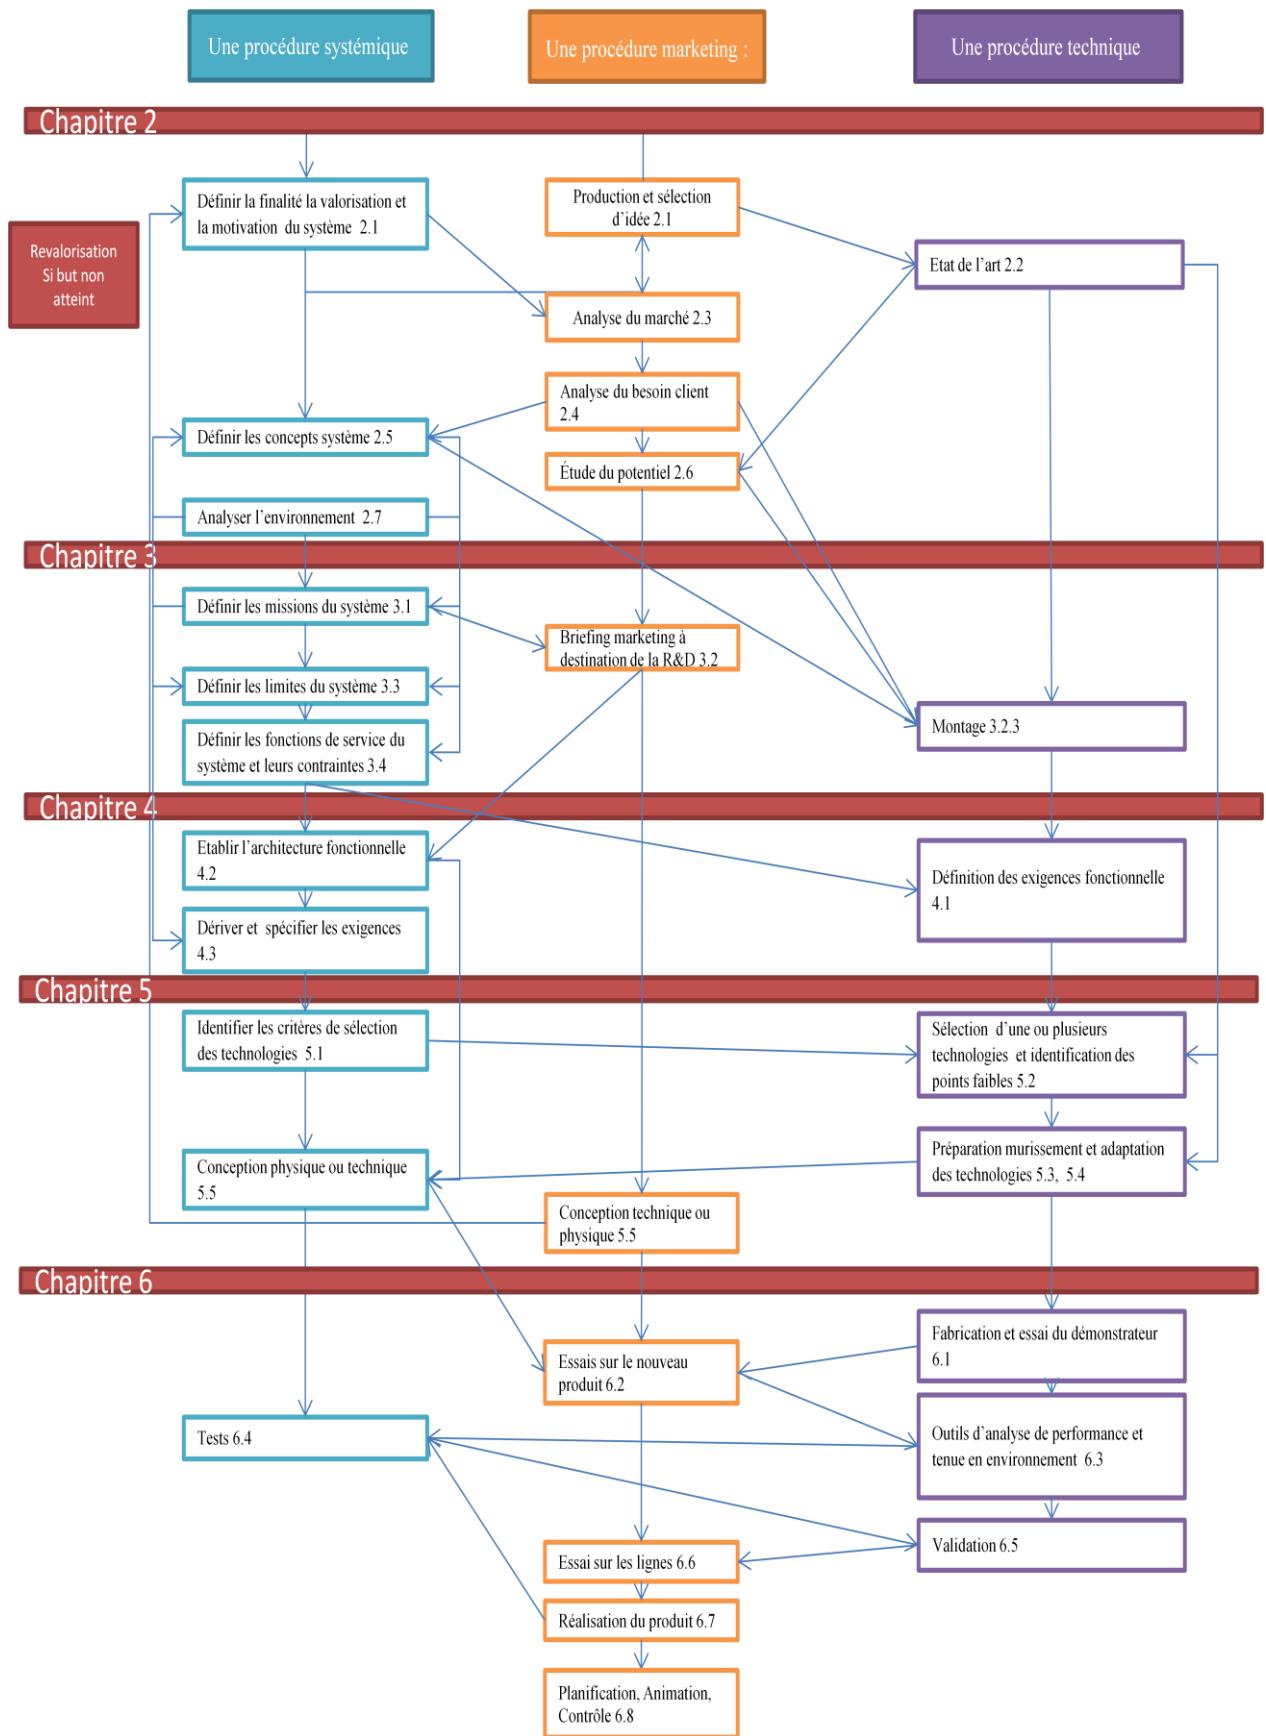 Une procédure systémique
Une procédure marketing :
Une procédure technique
Chapitre 2
Définir la finalité la valorisation et
la motivation du système 2.1
Production et sélection
d’idée 2.1
Revalorisation
Si but non
atteint
Etat de l’art 2.2
Analyse du marché 2.3
Analyse du besoin client
2.4
Définir les concepts système 2.5
Étude du potentiel 2.6
Analyser l’environnement 2.7
Chapitre 3
Définir les missions du système 3.1
Briefing marketing à
destination de la R&D 3.2
Définir les limites du système 3.3
Montage 3.2.3
Définir les fonctions de service du
système et leurs contraintes 3.4
Chapitre 4
Etablir l’architecture fonctionnelle
4.2
Définition des exigences fonctionnelle
4.1
Dériver et spécifier les exigences
4.3
Chapitre 5
Identifier les critères de sélection
des technologies 5.1
Sélection d’une ou plusieurs
technologies et identification des
points faibles 5.2
Préparation murissement et adaptation
des technologies 5.3, 5.4
Conception physique ou technique
5.5
Conception technique ou
physique 5.5
Chapitre 6
Fabrication et essai du démonstrateur
6.1
Essais sur le nouveau
produit 6.2
Outils d’analyse de performance et
tenue en environnement 6.3
Tests 6.4
Validation 6.5
Essai sur les lignes 6.6
Réalisation du produit 6.7
Planification, Animation,
Contrôle 6.8